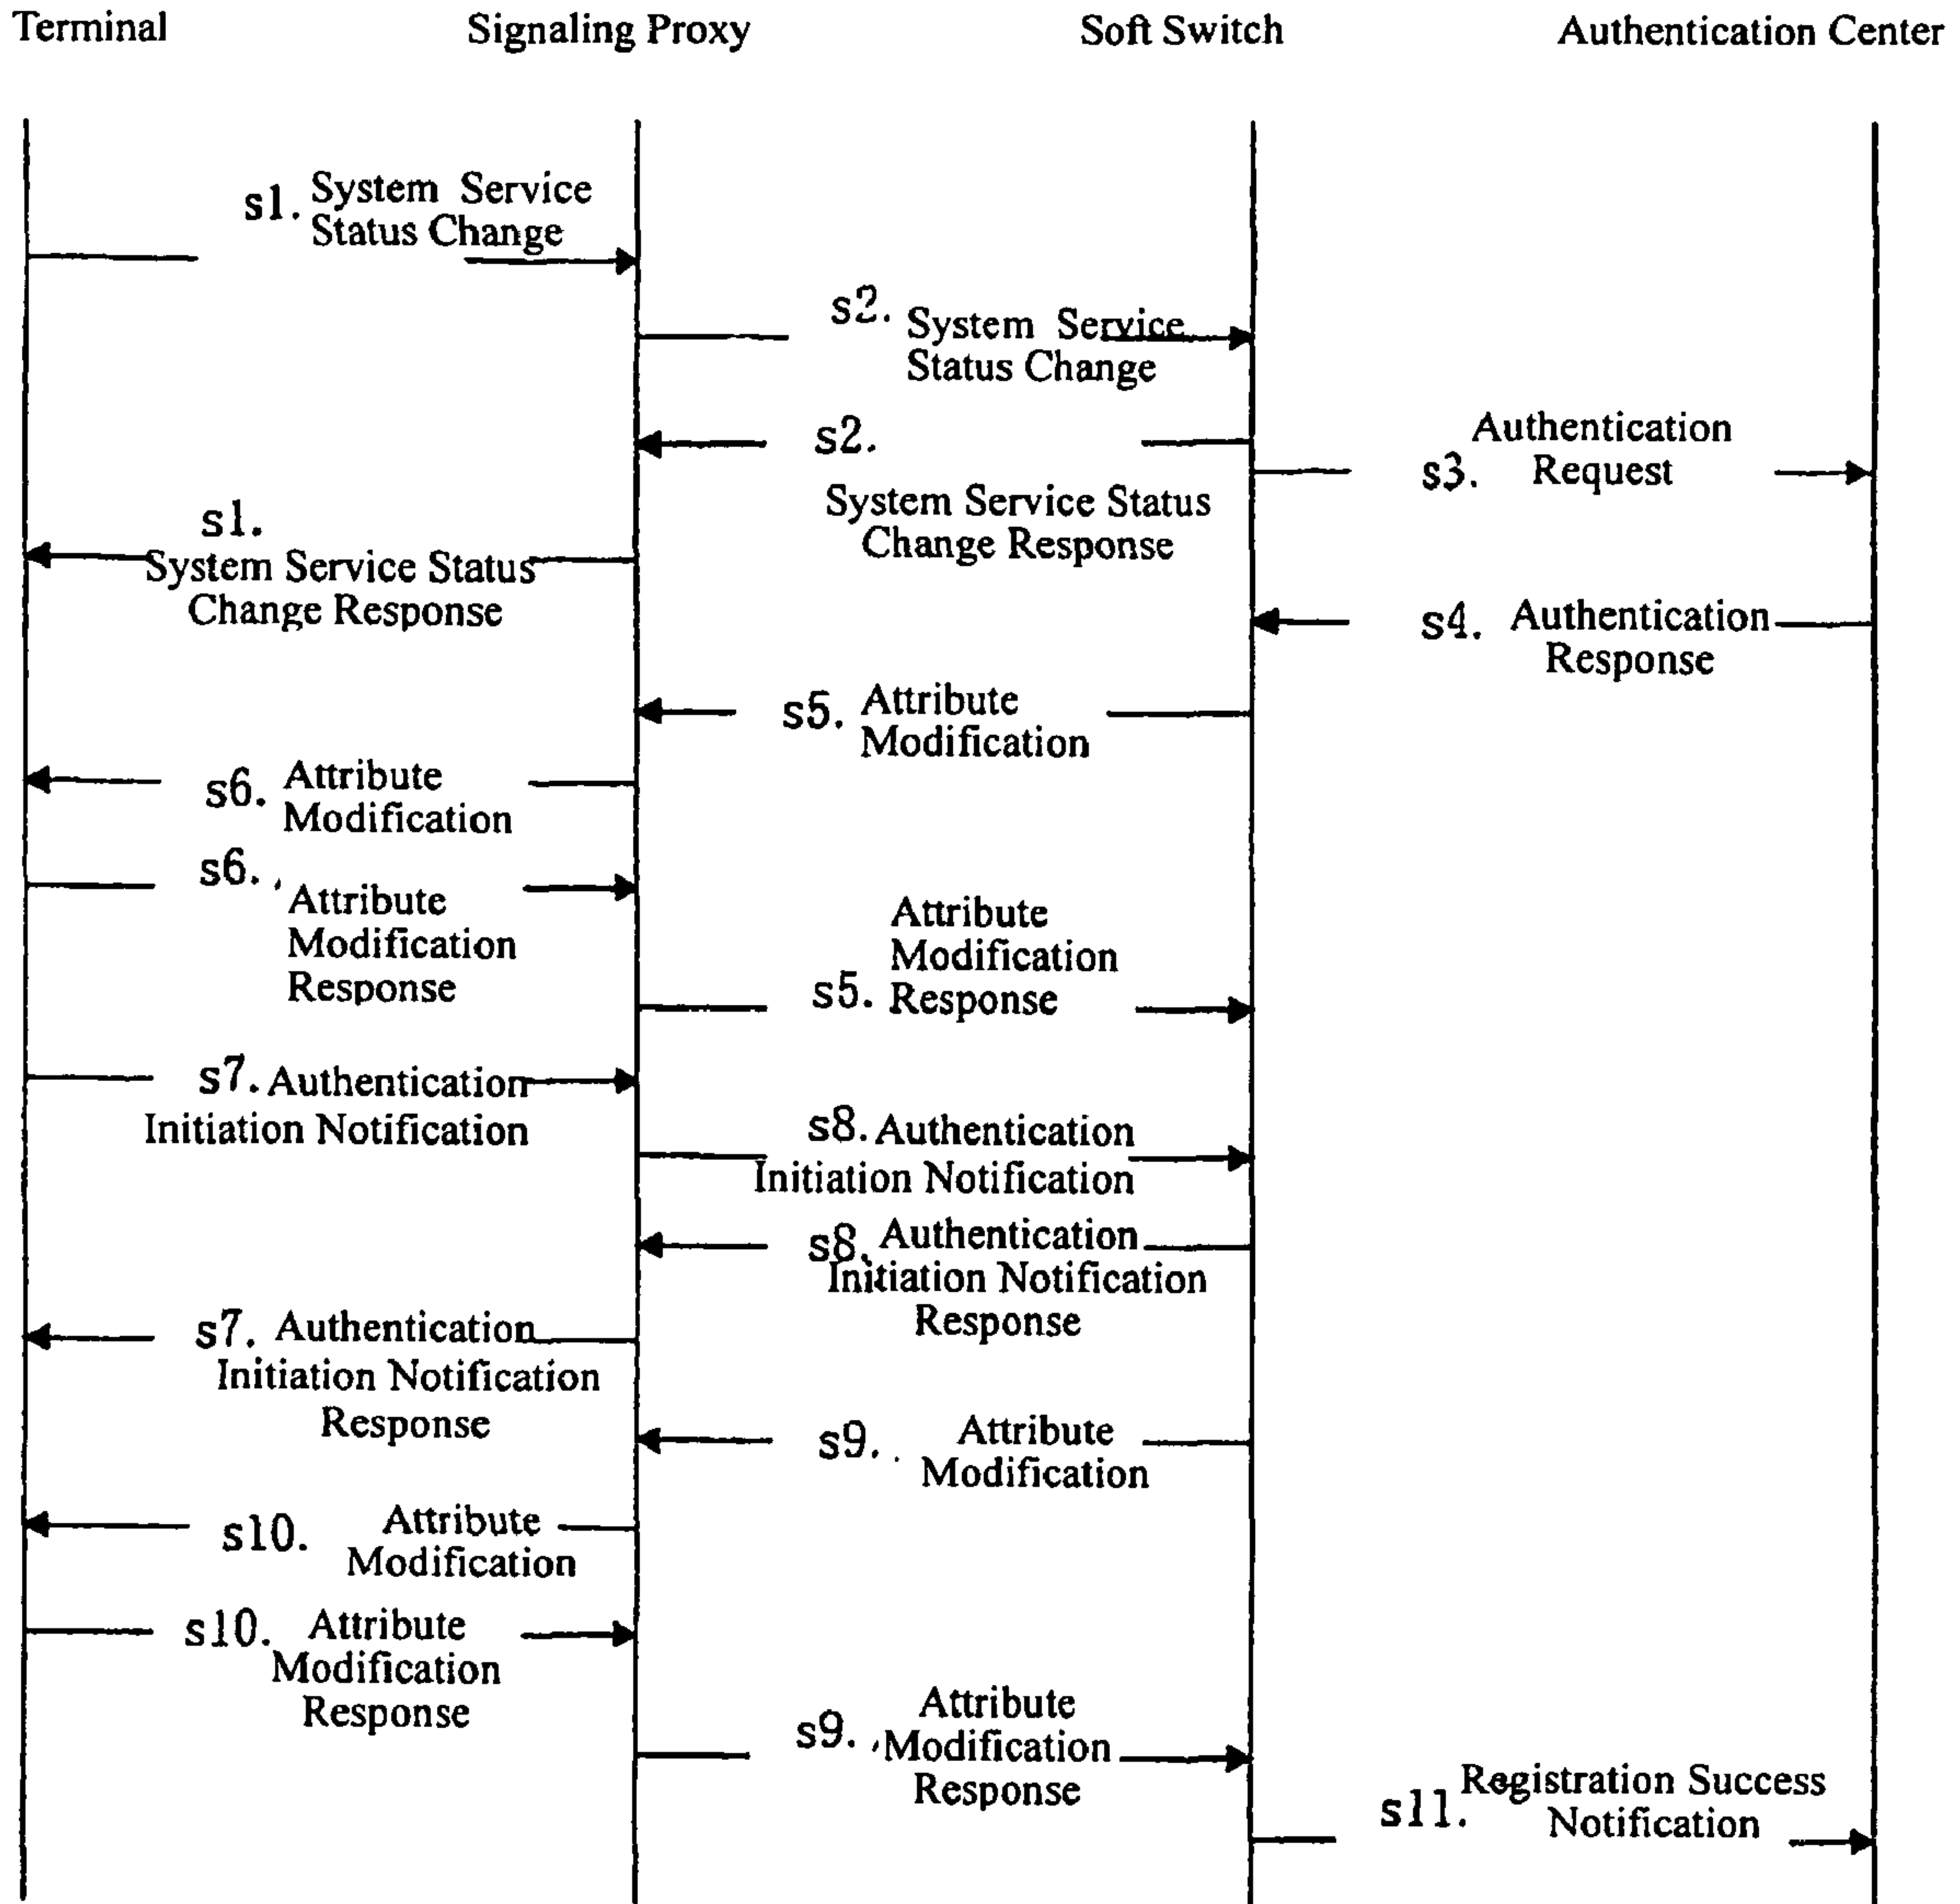 Terminal
Signaling Proxy
Soft Switch
Authentication Center
s1. System Service
Status Change
s2. System Service
Status Change
s2.
System Service Status
Change Response
Authentication
s3. Request
s1.
System Service Status
Change Response
s4. Authentication
Response
s5. Attribute
Modification
s6. Attribute
Modification
s6.
Attribute
Modification
Response
Attribute
Modification
s5. Response
s7. Authentication
Initiation Notification
s8. Authentication
Initiation Notification
s8. Authentication
Initiation Notification
Response
s7. Authentication
Initiation Notification
Response
s9. Attribute
Modification
s10. Attribute
Modification
s10. Attribute
Modification
Response
Attribute
s9. Modification
Response
Registration Success
s11. Notification